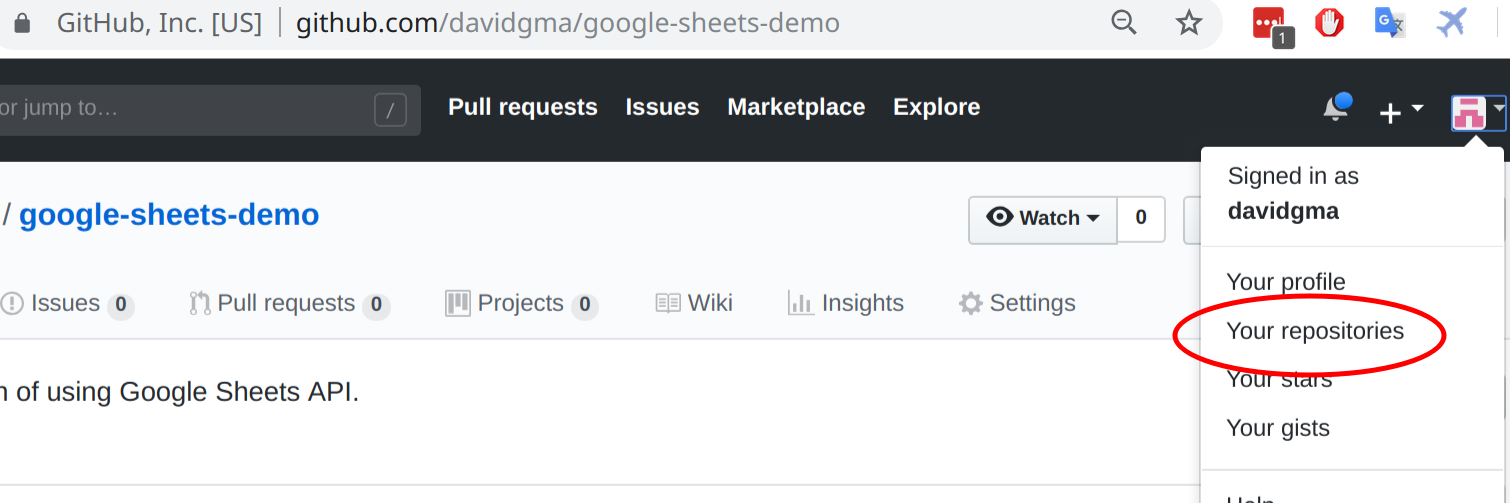 GitHub, Inc. [US] github.com/davidgma/google-sheets-demo
1
or jump to… /
Pull requests Issues Marketplace Explore
Signed in as
davidgma
/ google-sheets-demo
Watch 0
Your profile
Issues 0 Pull requests 0 Projects 0 Wiki Insights Settings
Your repositories
Your stars
of using Google Sheets API.
Your gists
Help